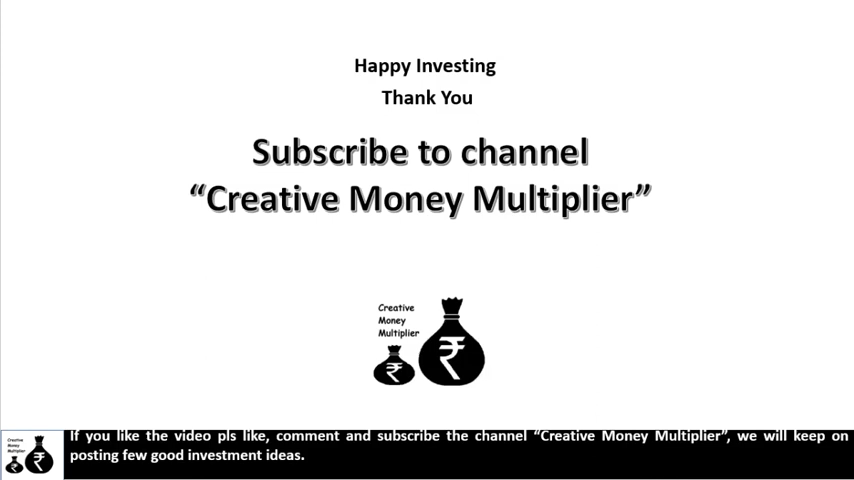 Happy Investing
Thank You
Subscribe to channel
“Creative Money Multiplier”
Creative
Money
Multiplier
₹
₹
Creative
Money
Multiplier
₹
₹
If you like the video pls like, comment and subscribe the channel “Creative Money Multiplier”, we will keep on
posting few good investment ideas.